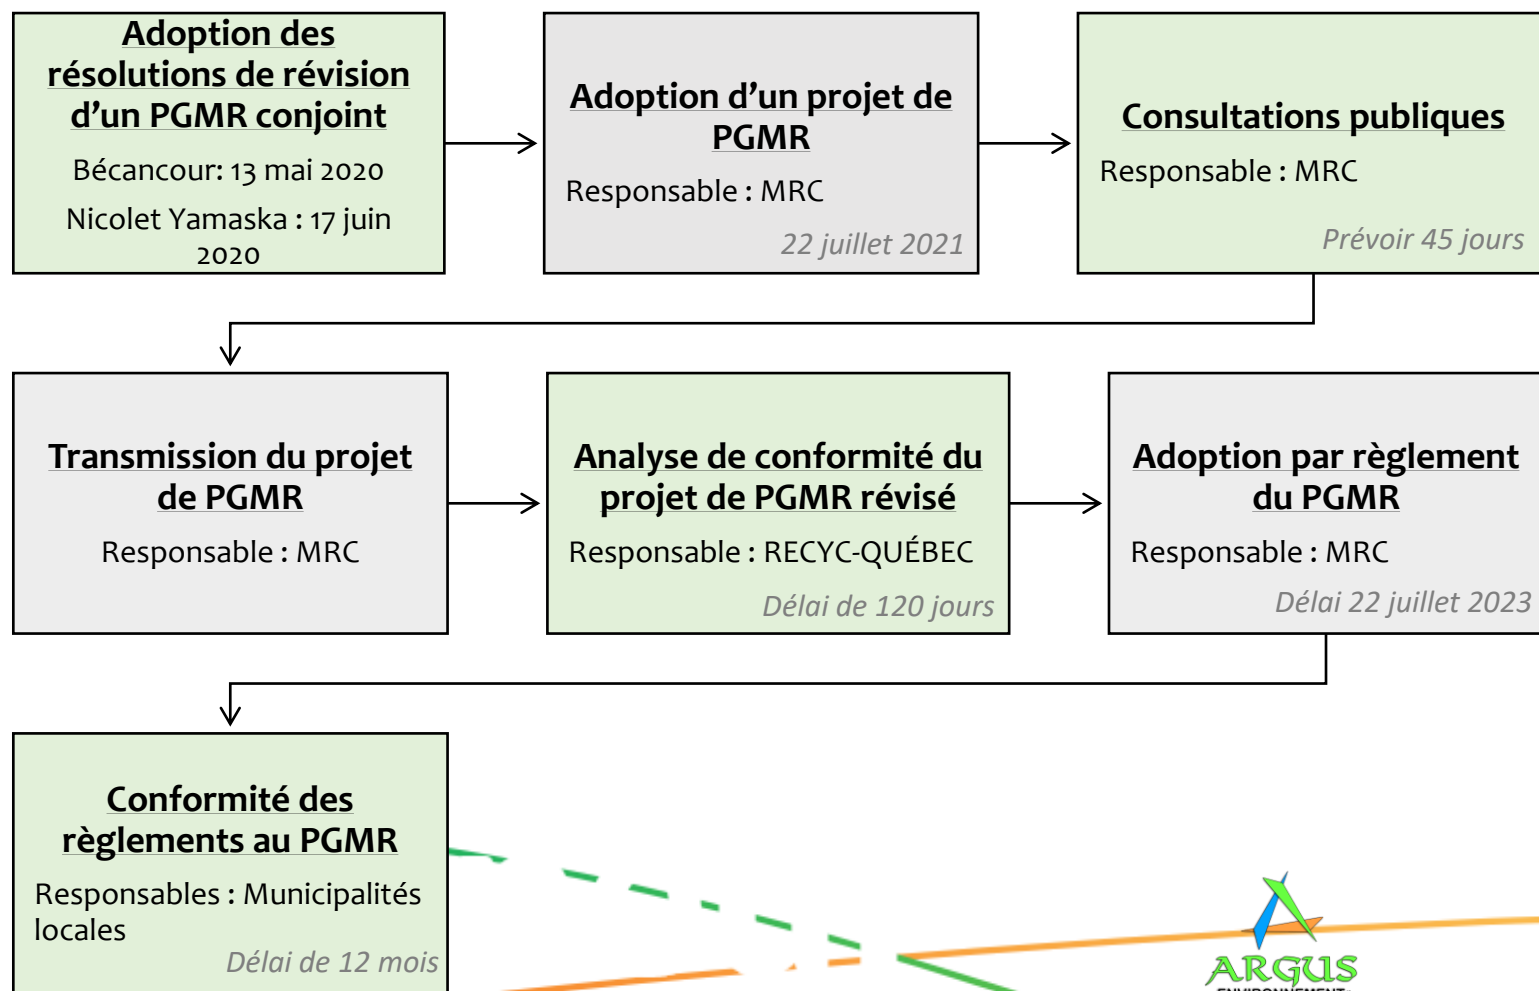 Adoption des
résolutions de révision
d’un PGMR conjoint
Bécancour: 13 mai 2020
Nicolet Yamaska : 17 juin
2020
Adoption d’un projet de
PGMR
Responsable : MRC
22 juillet 2021
Consultations publiques
Responsable : MRC
Prévoir 45 jours
Transmission du projet
de PGMR
Responsable : MRC
Analyse de conformité du
projet de PGMR révisé
Responsable : RECYC-QUÉBEC
Délai de 120 jours
Adoption par règlement
du PGMR
Responsable : MRC
Délai 22 juillet 2023
Conformité des
règlements au PGMR
Responsables : Municipalités
locales
Délai de 12 mois
ARGUS
ENVIRONNEMENT